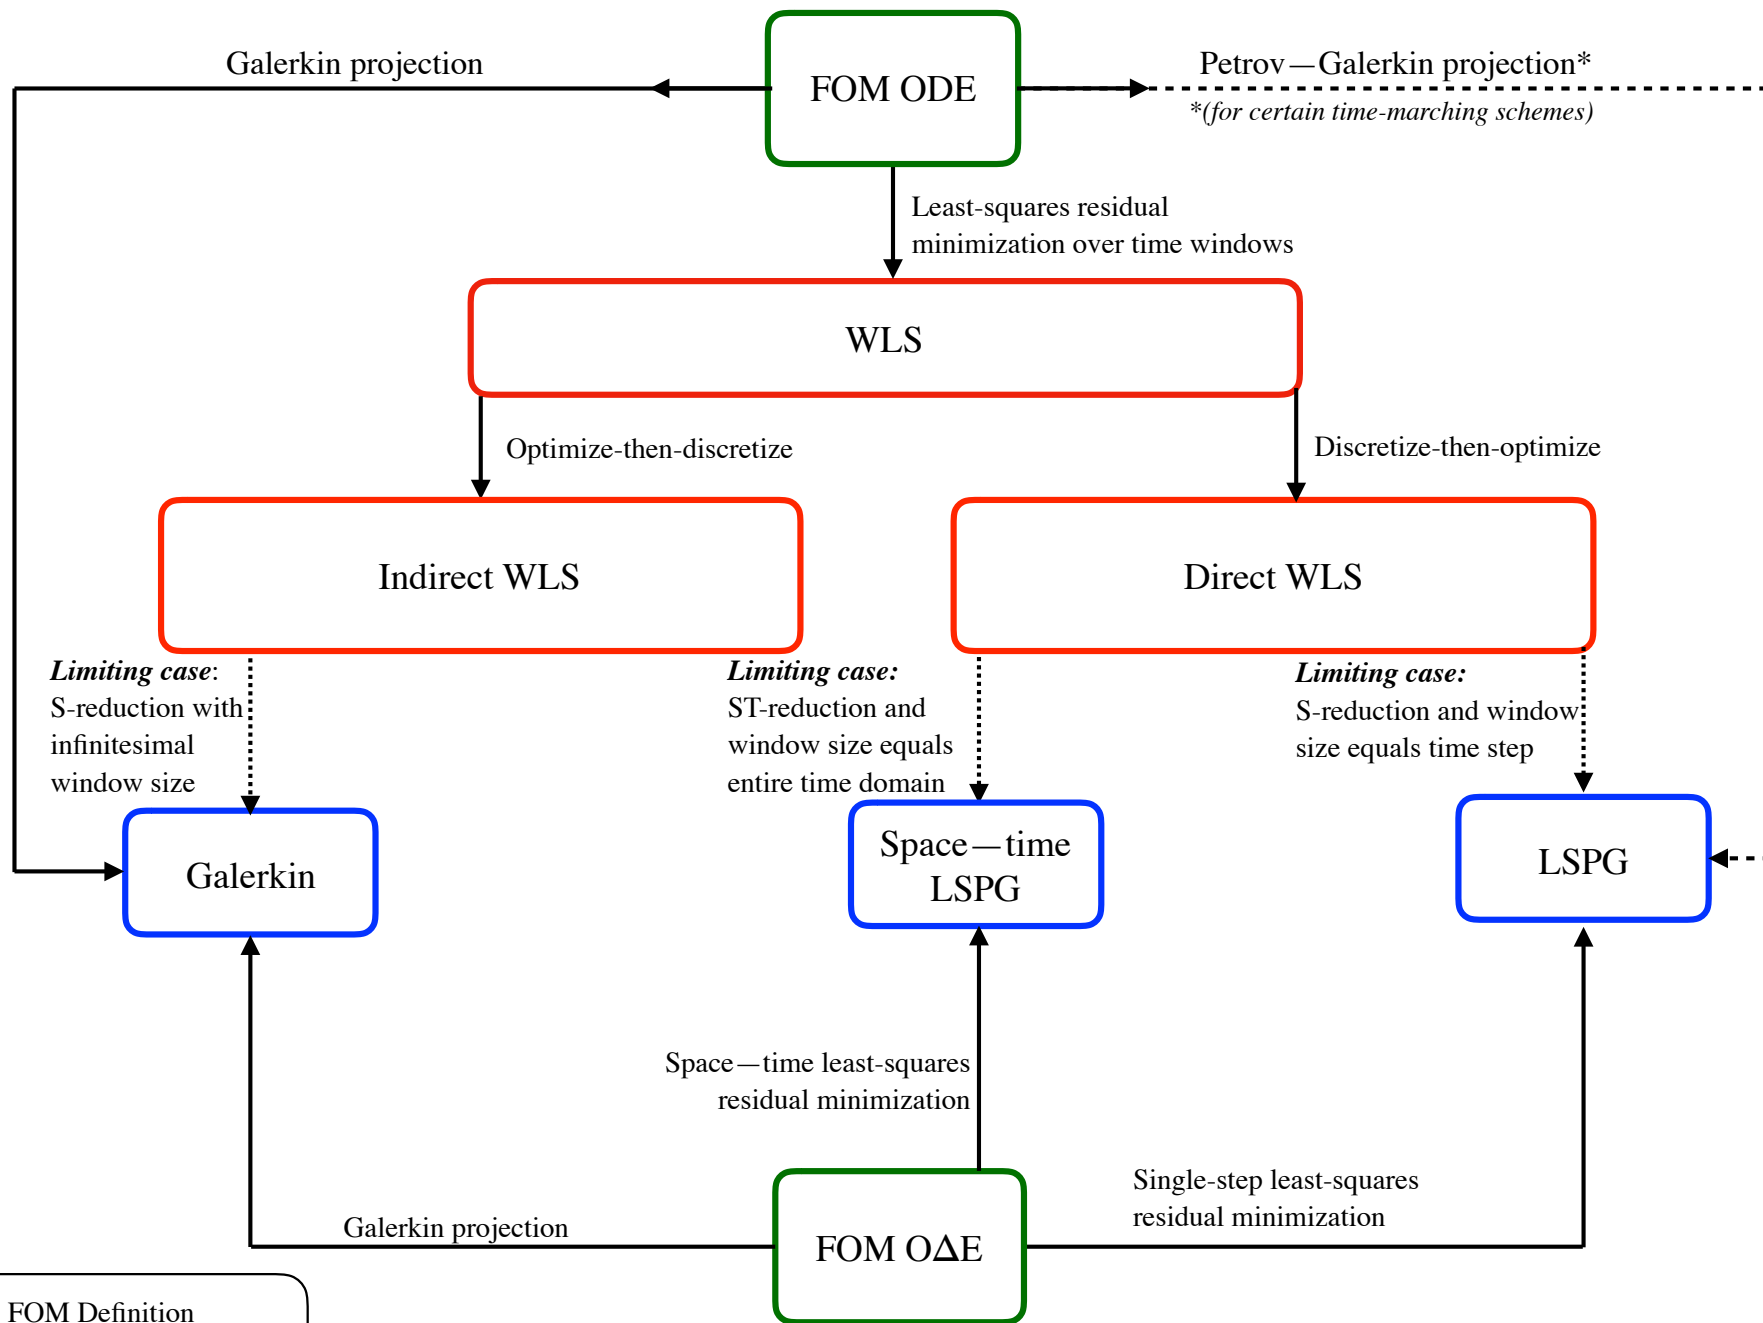 Galerkin projection
FOM ODE
Petrov—Galerkin projection*
*(for certain time-marching schemes)
Least-squares residual
minimization over time windows
WLS
Optimize-then-discretize
Discretize-then-optimize
Indirect WLS
Direct WLS
Limiting case:
S-reduction with
infinitesimal
window size
Limiting case:
ST-reduction and
window size equals
entire time domain
Limiting case:
S-reduction and window
size equals time step
Galerkin
Space—time
LSPG
LSPG
Space—time least-squares
residual minimization
Single-step least-squares
residual minimization
Galerkin projection
FOM OΔE
FOM Definition